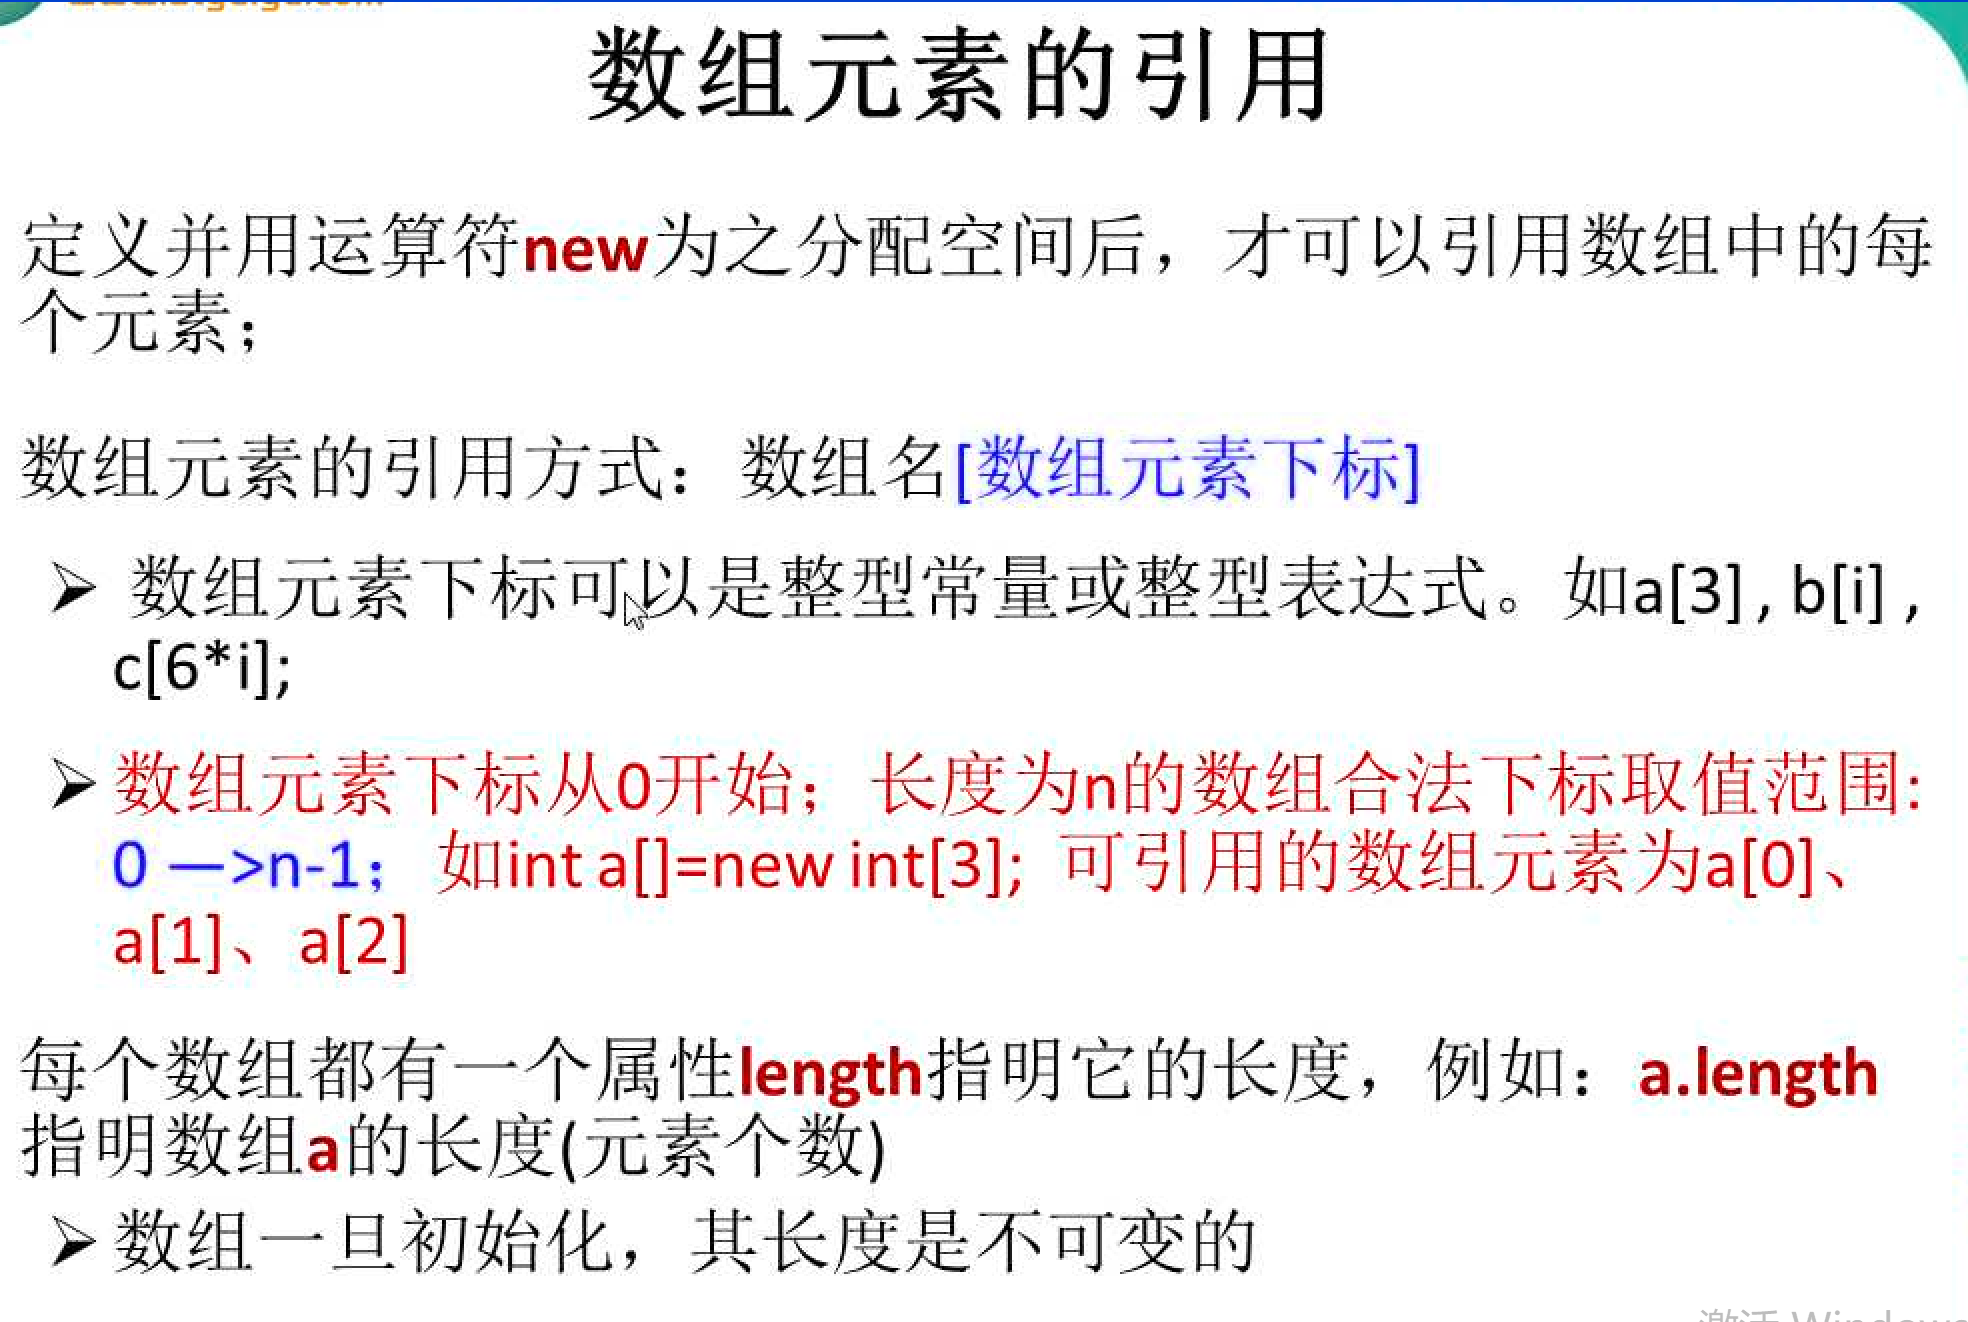 数组元素的引用
定义并用运算符new为之分配空间后，才可以引用数组中的每
个元素；
数组元素的引用方式：数组名[数组元素下标]
➢ 数组元素下标可以是整型常量或整型表达式。如a[3] , b[i] ,
c[6*i];
➢ 数组元素下标从0开始；长度为n的数组合法下标取值范围:
0 —>n-1；如int a[]=new int[3]; 可引用的数组元素为a[0]、
a[1]、a[2]
每个数组都有一个属性length指明它的长度，例如：a.length
指明数组a的长度(元素个数)
➢ 数组一旦初始化，其长度是不可变的
激活 Windows